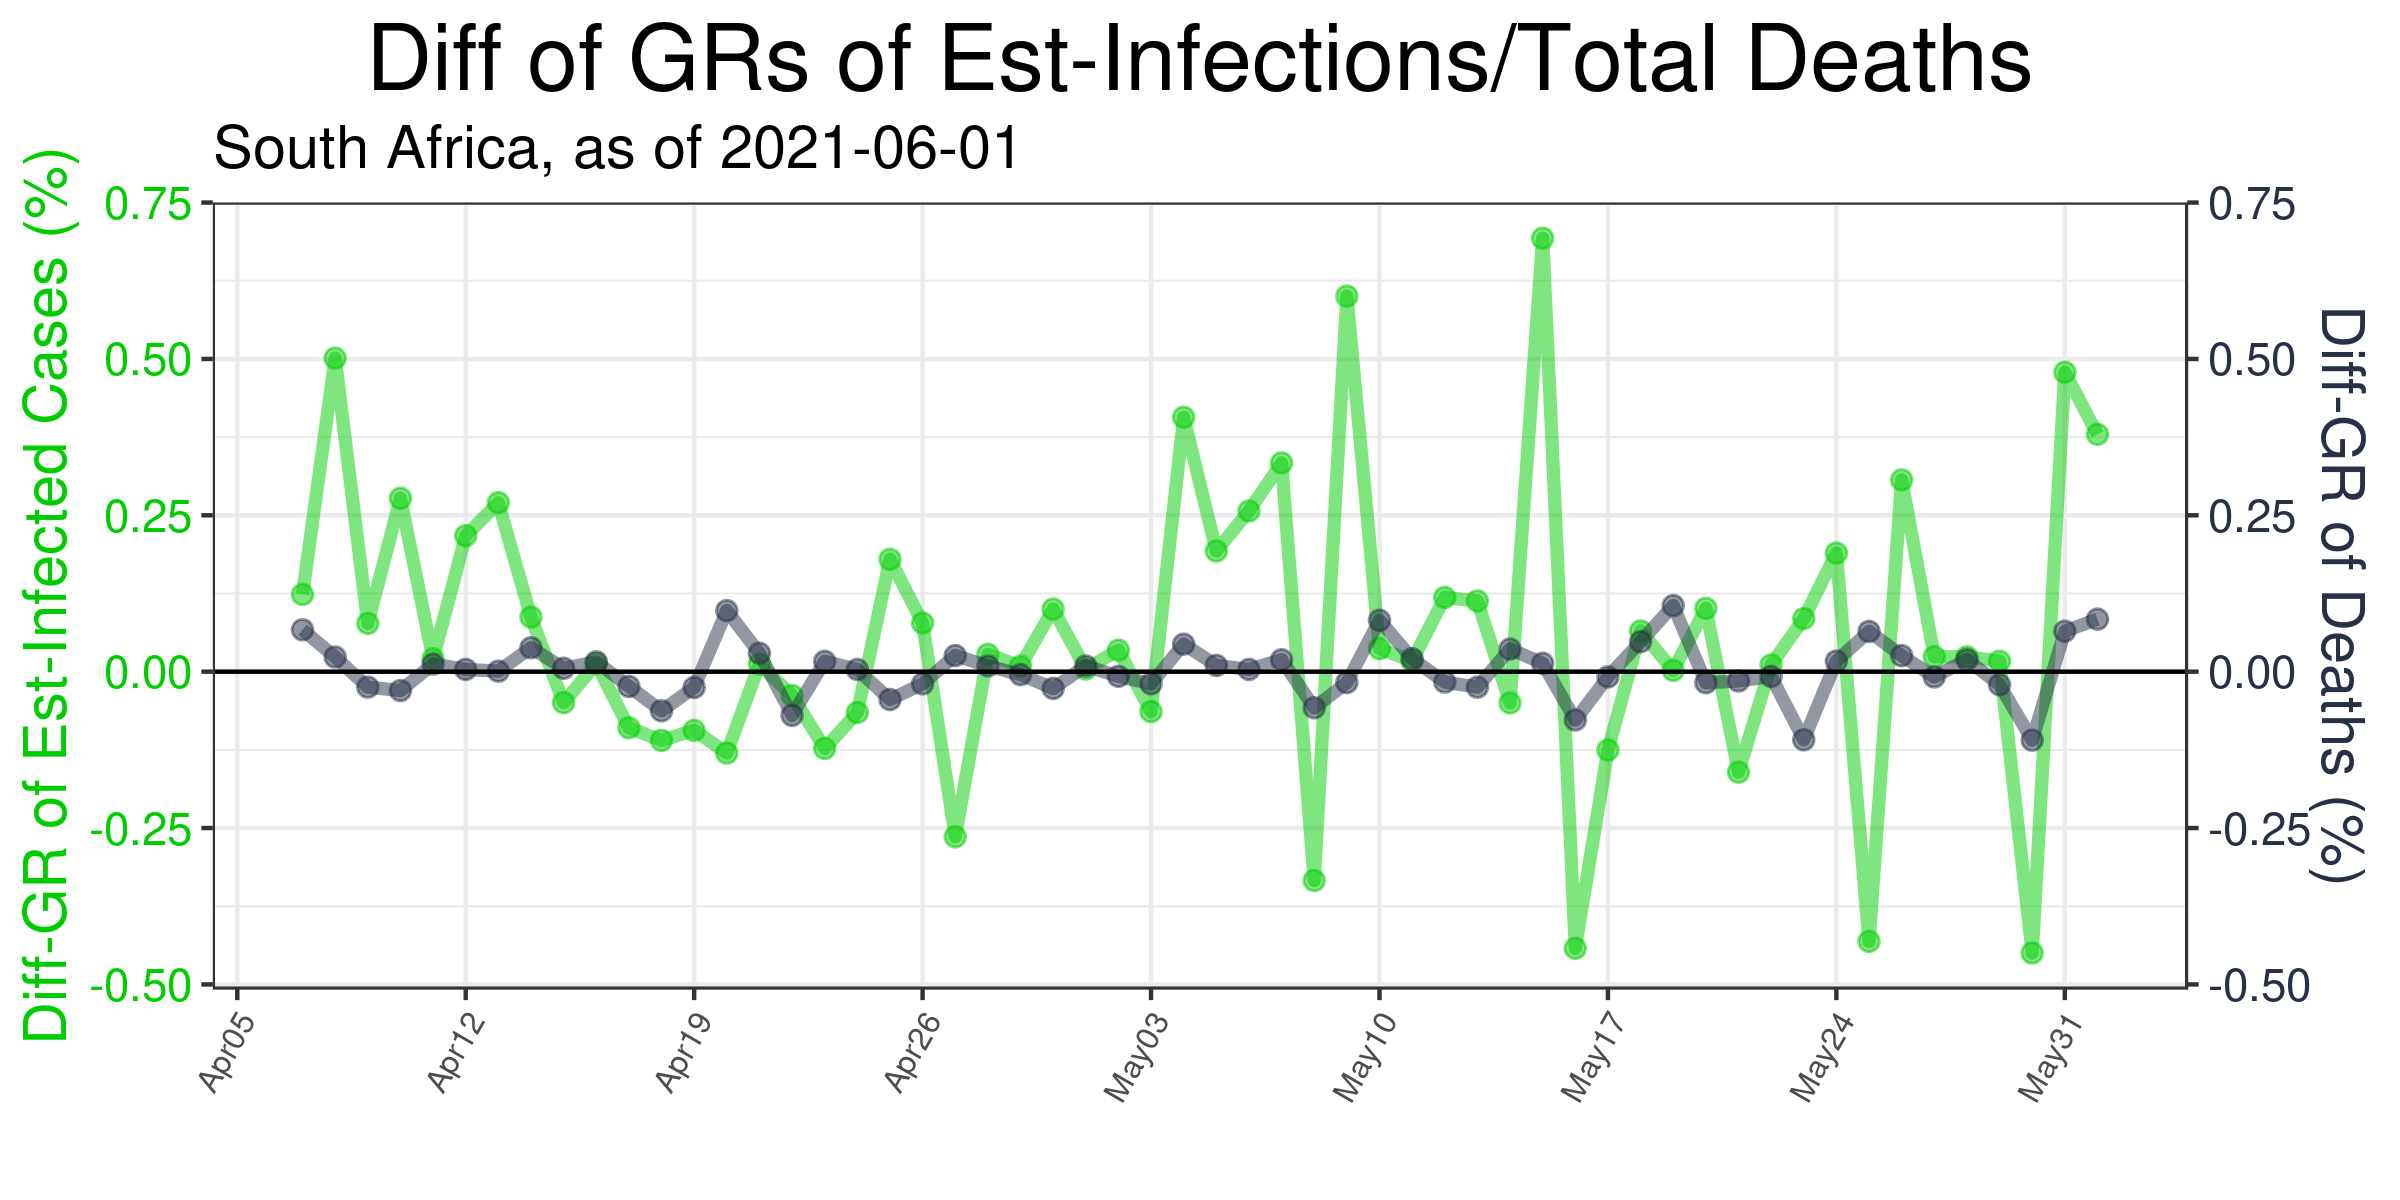 Diff of GRs of Est-Infections/Total Deaths
South Africa, as of 2021-06-01
Diff-GR of Est-Infected Cases (%)
0.75
0.50
0.25
0.00
-0.25
-0.50
0.75
0.50
0.25
0.00
-0.25
-0.50
Diff-GR of Deaths (%)
Apr05
Apr12
Apr19
Apr26
May03
May10
May17
May24
May31